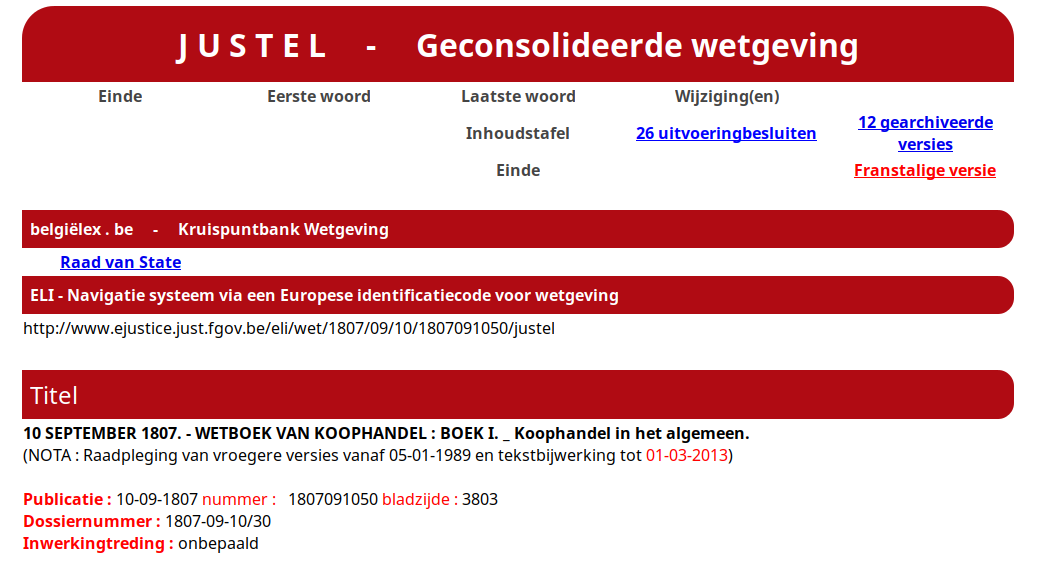 J U S T E L - Geconsolideerde wetgeving
Einde Eerste woord Laatste woord Wijziging(en)
Inhoudstafel 26 uitvoeringbesluiten 12 gearchiveerde versies
Einde Franstalige versie
belgiëlex . be - Kruispuntbank Wetgeving
Raad van State
ELI - Navigatie systeem via een Europese identificatiecode voor wetgeving
http://www.ejustice.just.fgov.be/eli/wet/1807/09/10/1807091050/justel
Titel
10 SEPTEMBER 1807. - WETBOEK VAN KOOPHANDEL : BOEK I. _ Koophandel in het algemeen.
(NOTA : Raadpleging van vroegere versies vanaf 05-01-1989 en tekstbijwerking tot 01-03-2013)
Publicatie : 10-09-1807 nummer : 1807091050 bladzijde : 3803
Dossiernummer : 1807-09-10/30
Inwerkingtreding : onbepaald